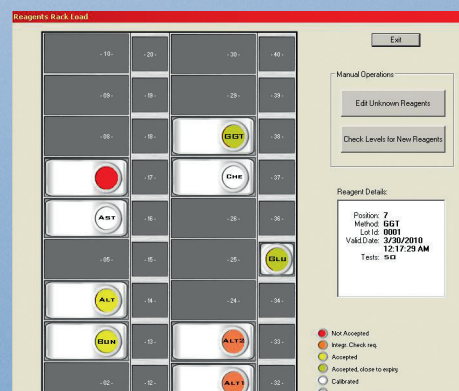 Reagents Rack Load
Exit
- 10 -
- 20 -
- 30 -
- 40 -
Manual Operations
- 09 -
- 19 -
- 29 -
- 39 -
Edit Unknown Reagents
- 08 -
- 18 -
GGT
- 38 -
Check Levels for New Reagents
- 17 -
CHE
- 37 -
Reagent Details:
AST
- 16 -
- 26 -
- 36 -
Position: 7
Method: GGT
Lot Id: 0001
Valid.Date: 3/30/2010
12:17:29 AM
Tests: 50
- 05 -
- 15 -
- 25 -
GLU
ALT
- 14 -
- 24 -
- 34 -
BUN
- 13 -
ALT2
- 33 -
Not Accepted
Integr. Check req.
Accepted
Accepted, close to expiry
Calibrated
- 02 -
- 12 -
ALT1
- 32 -